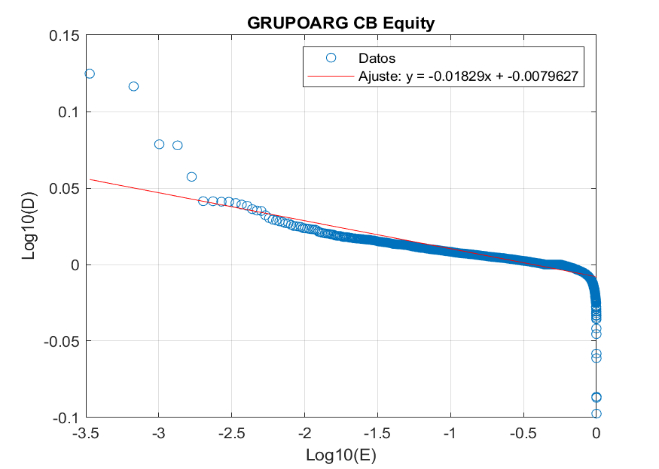 GRUPOARG CB Equity
Datos
Ajuste: y = -0.01829x + -0.0079627
0.15
0.1
0.05
0
-0.05
-0.1
Log10(D)
-3.5 -3 -2.5 -2 -1.5 -1 -0.5 0
Log10(E)